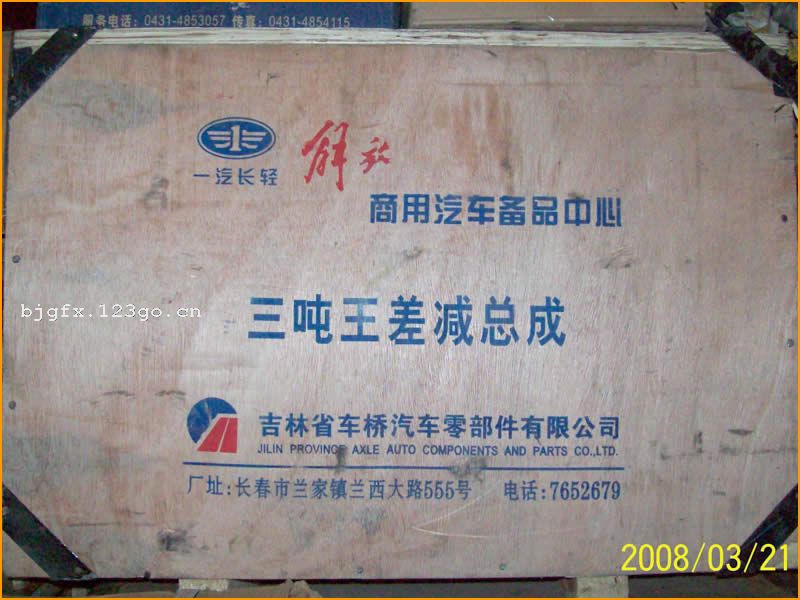 服务电话：0431-4853057 传真：0431-4854115
一汽长轻
解放
商用汽车备品中心
bjgfx.123go.cn
三吨王差减总成
吉林省车桥汽车零部件有限公司
JILIN PROVINCE AXLE AUTO COMPONENTS AND PARTS CO.,LTD.
厂址：长春市兰家镇兰西大路555号 电话：7652679
2008/03/21